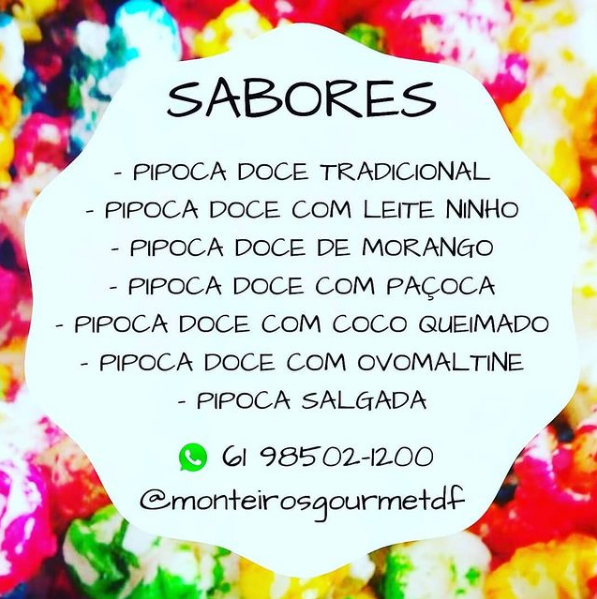 SABORES
- PIPOCA DOCE TRADICIONAL
- PIPOCA DOCE COM LEITE NINHO
- PIPOCA DOCE DE MORANGO
- PIPOCA DOCE COM PAÇOCA
- PIPOCA DOCE COM COCO QUEIMADO
- PIPOCA DOCE COM OVOMALTINE
- PIPOCA SALGADA
61 98502-1200
@monteirosgourmetdf